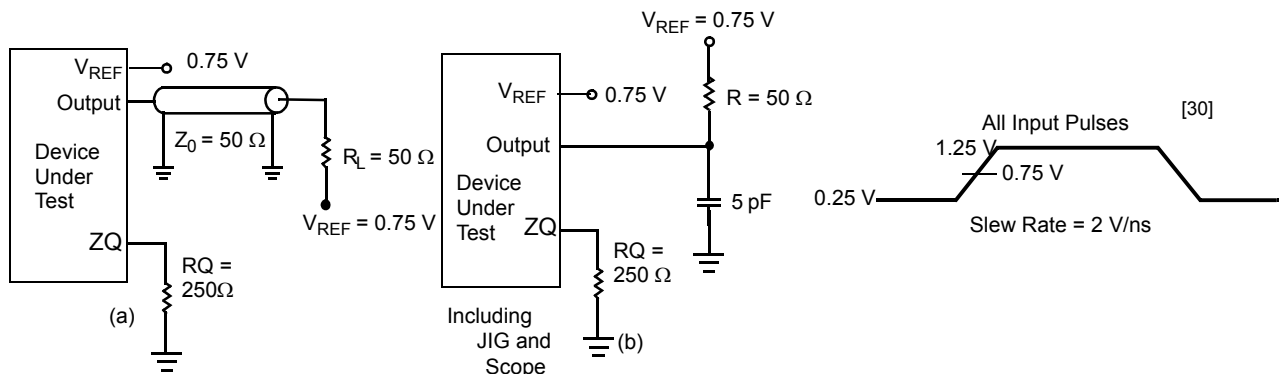 V_REF 0.75 V
Output
Z0 = 50 Ω
Device
Under
Test
R_L = 50 Ω
V_REF = 0.75 V
ZQ
RQ =
250Ω
(a)
V_REF = 0.75 V
V_REF 0.75 V
R = 50 Ω
Output
Device
Under
Test
5 pF
ZQ
RQ =
250 Ω
Including
JIG and
Scope
(b)
[30]
All Input Pulses
1.25 V
0.75 V
0.25 V
Slew Rate = 2 V/ns